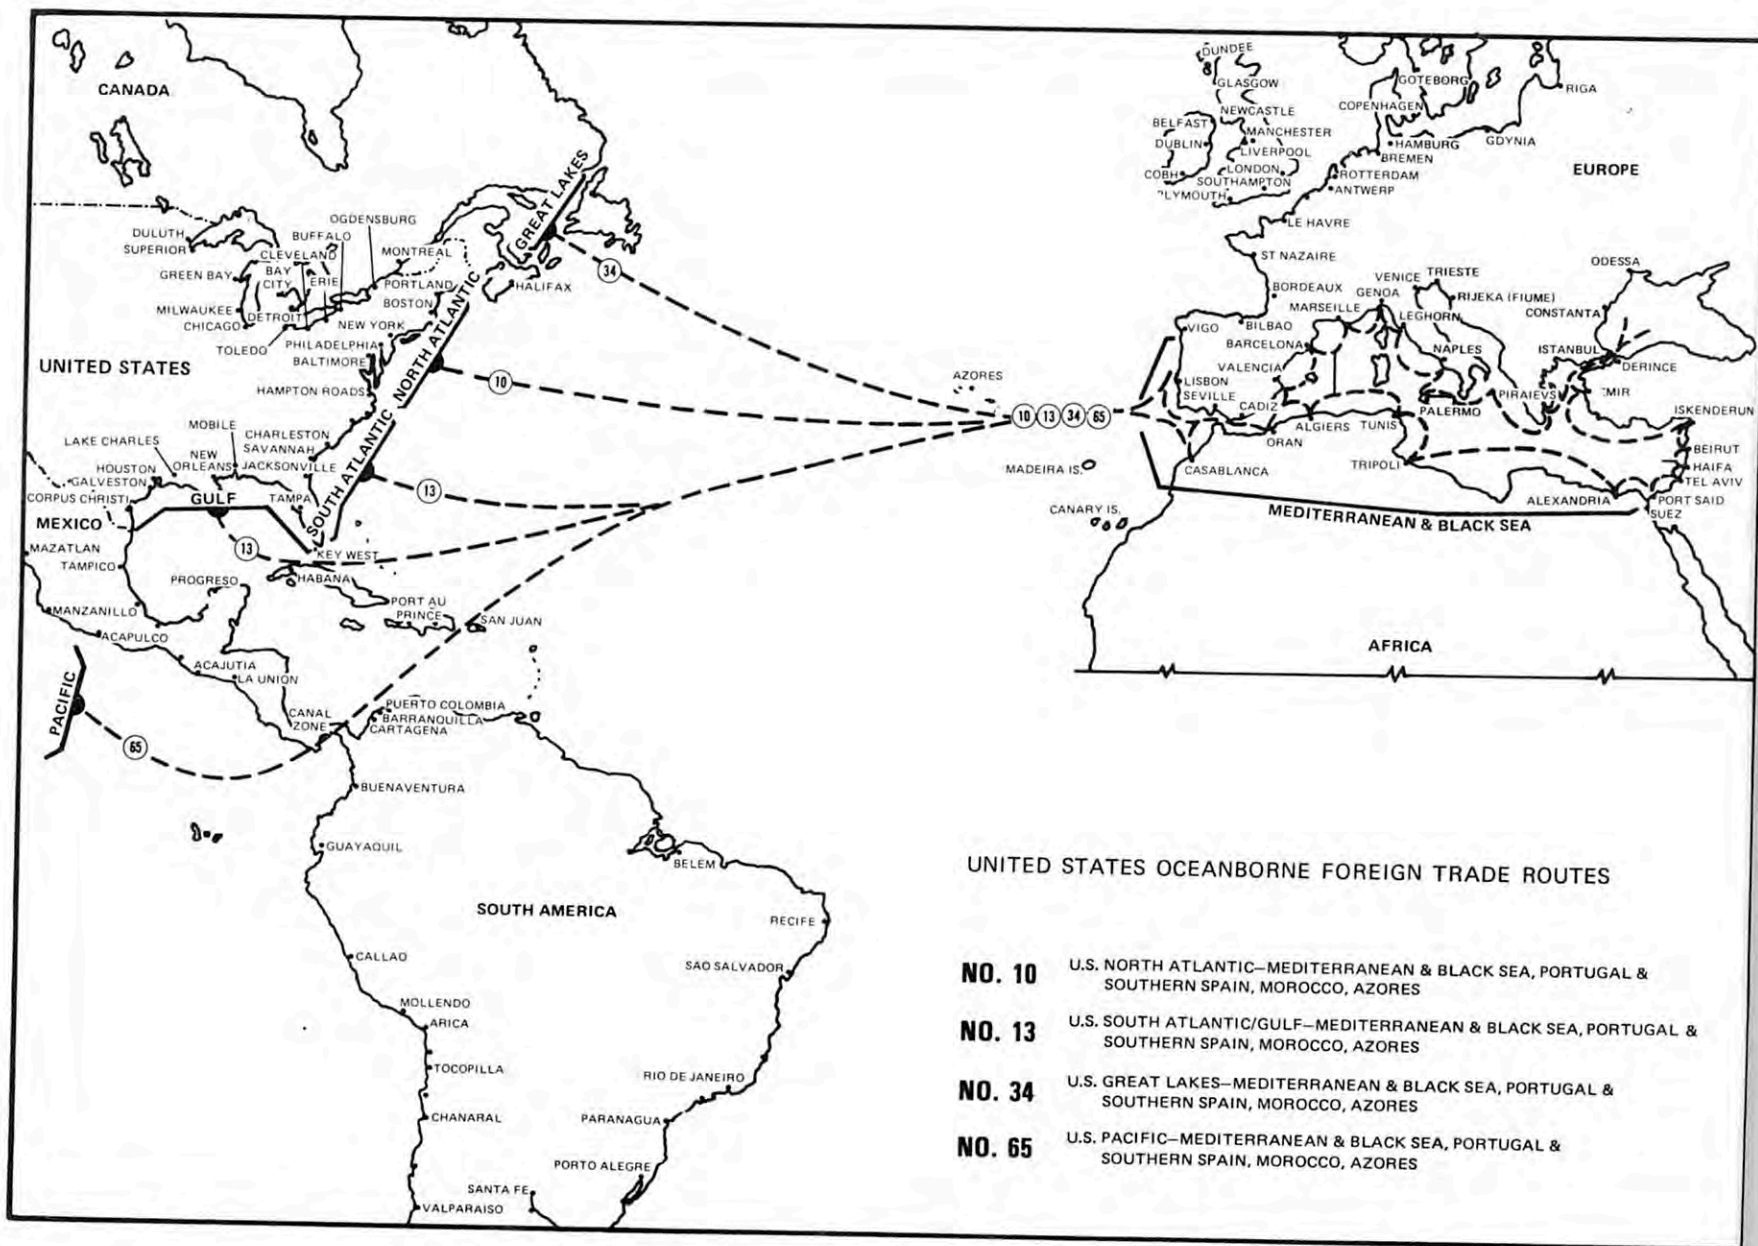 CANADA
OGDENSBURG
BUFFALO
DULUTH
SUPERIOR
CLEVELAND
MONTREAL
GREEN BAY
BAY
CITY
ERIE
PORTLAND
BOSTON
HALIFAX
MILWAUKEE
CHICAGO
DETROIT
TOLEDO
NEW YORK
PHILADELPHIA
BALTIMORE
UNITED STATES
HAMPTON ROADS
GREAT LAKES
NORTH ATLANTIC
SOUTH ATLANTIC
34
10
13
MOBILE
LAKE CHARLES
CHARLESTON
SAVANNAH
NEW
ORLEANS
JACKSONVILLE
HOUSTON
GALVESTON
CORPUS CHRISTI
GULF
TAMPA
MEXICO
13
KEY WEST
MAZATLAN
TAMPICO
PROGRESO
HABANA
PORT AU
PRINCE
SAN JUAN
MANZANILLO
ACAPULCO
ACAJUTIA
LA UNION
PACIFIC
65
CANAL
ZONE
PUERTO COLOMBIA
BARRANQUILLA
CARTAGENA
BUENAVENTURA
GUAYAQUIL
BELEM
SOUTH AMERICA
RECIFE
CALLAO
SAO SALVADOR
MOLLENDO
ARICA
TOCOPILLA
RIO DE JANEIRO
CHANARAL
PARANAGUA
PORTO ALEGRE
SANTA FE
VALPARAISO
DUNDEE
GLASGOW
NEWCASTLE
BELFAST
MANCHESTER
DUBLIN
LIVERPOOL
COBH
LONDON
SOUTHAMPTON
PLYMOUTH
GOTEBORG
COPENHAGEN
RIGA
HAMBURG
GDYNIA
BREMEN
ROTTERDAM
ANTWERP
EUROPE
LE HAVRE
ST NAZAIRE
BORDEAUX
VENICE
TRIESTE
ODESSA
GENOA
RIJEKA (FIUME)
MARSEILLE
LEGHORN
CONSTANTA
VIGO
BILBAO
BARCELONA
NAPLES
ISTANBUL
VALENCIA
DERINCE
AZORES
LISBON
SEVILLE
CADIZ
PIRAIEVS
ZMIR
10 13 34 65
PALERMO
ISKENDERUN
ALGIERS
TUNIS
ORAN
MADEIRA IS.
CASABLANCA
TRIPOLI
BEIRUT
HAIFA
TEL AVIV
ALEXANDRIA
PORT SAID
SUEZ
CANARY IS.
MEDITERRANEAN & BLACK SEA
AFRICA
UNITED STATES OCEANBORNE FOREIGN TRADE ROUTES
NO. 10 U.S. NORTH ATLANTIC–MEDITERRANEAN & BLACK SEA, PORTUGAL &
SOUTHERN SPAIN, MOROCCO, AZORES
NO. 13 U.S. SOUTH ATLANTIC/GULF–MEDITERRANEAN & BLACK SEA, PORTUGAL &
SOUTHERN SPAIN, MOROCCO, AZORES
NO. 34 U.S. GREAT LAKES–MEDITERRANEAN & BLACK SEA, PORTUGAL &
SOUTHERN SPAIN, MOROCCO, AZORES
NO. 65 U.S. PACIFIC–MEDITERRANEAN & BLACK SEA, PORTUGAL &
SOUTHERN SPAIN, MOROCCO, AZORES